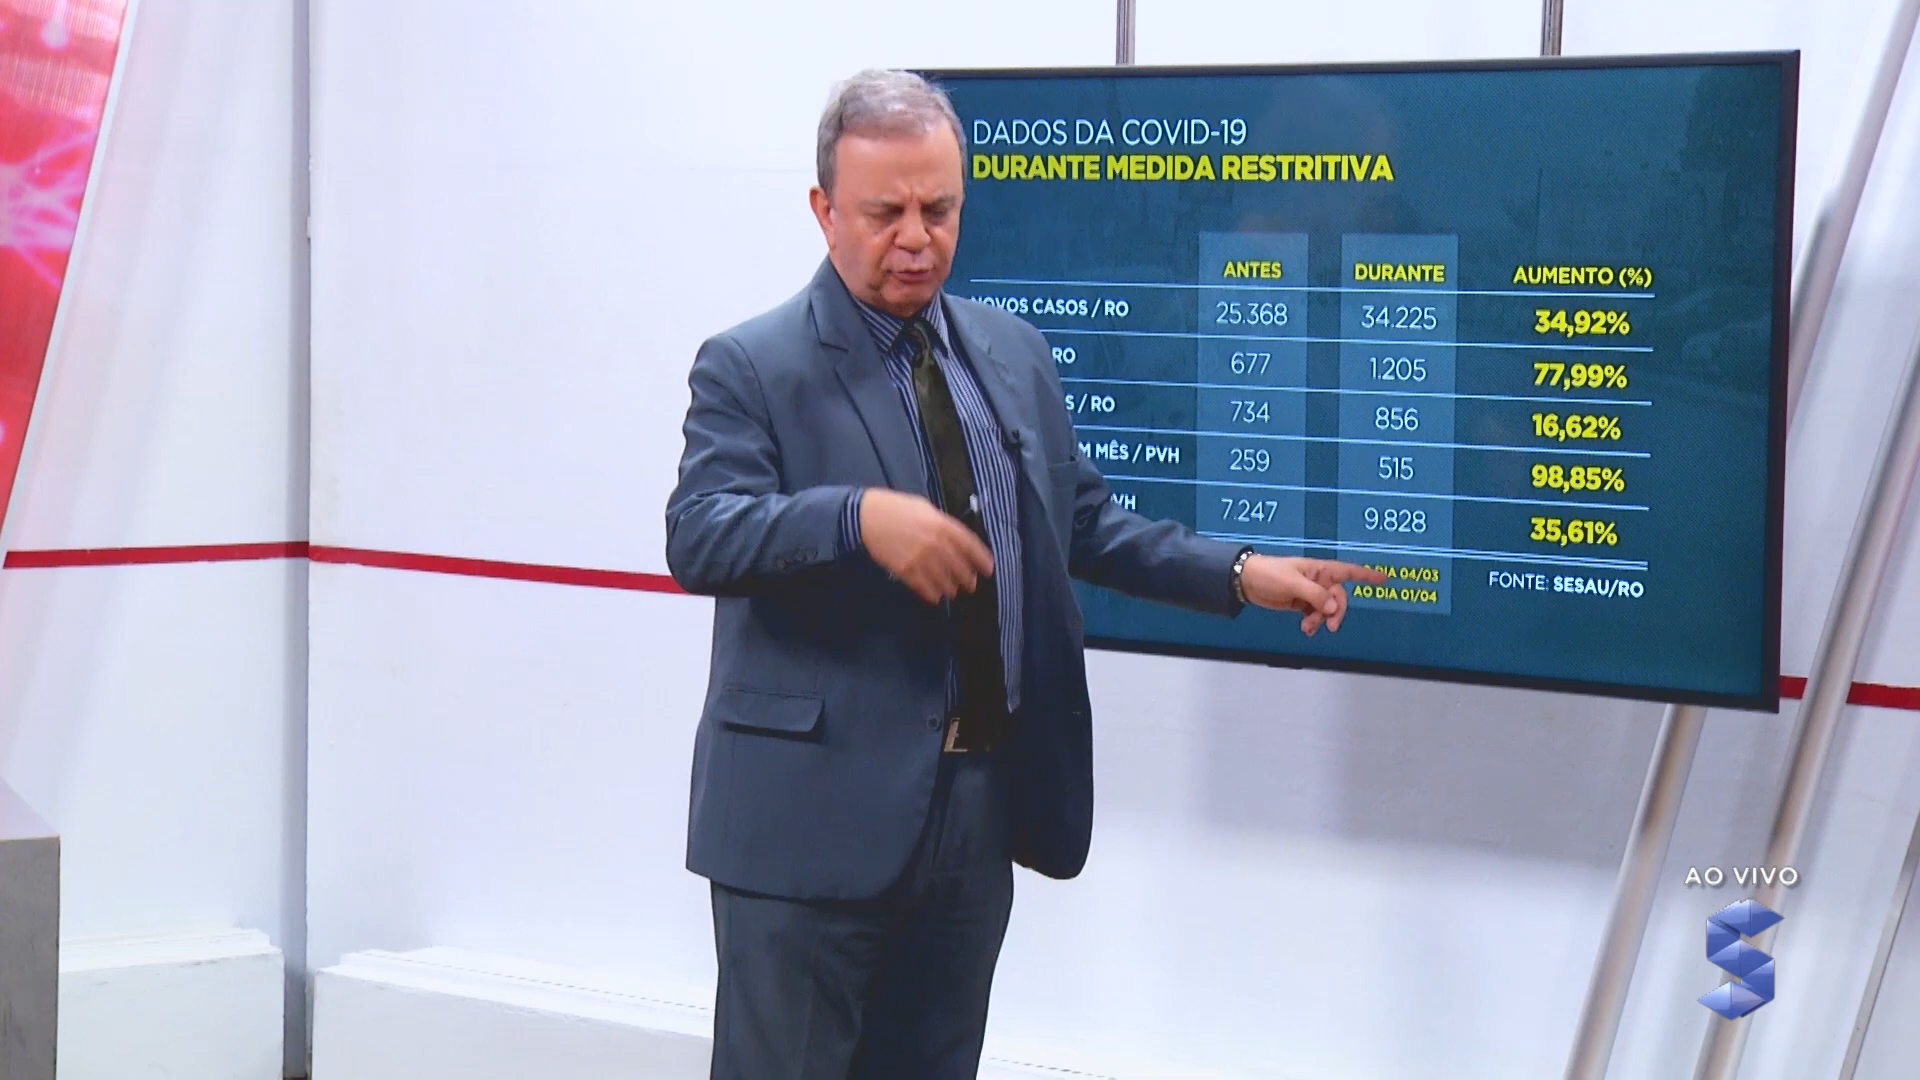 DADOS DA COVID-19
DURANTE MEDIDA RESTRITIVA
ANTES DURANTE AUMENTO (%)
NOVOS CASOS / RO 25.368 34.225 34,92%
RO 677 1.205 77,99%
S / RO 734 856 16,62%
M MÊS / PVH 259 515 98,85%
VH 7.247 9.828 35,61%
DIA 04/03
AO DIA 01/04
FONTE: SESAU/RO
AO VIVO